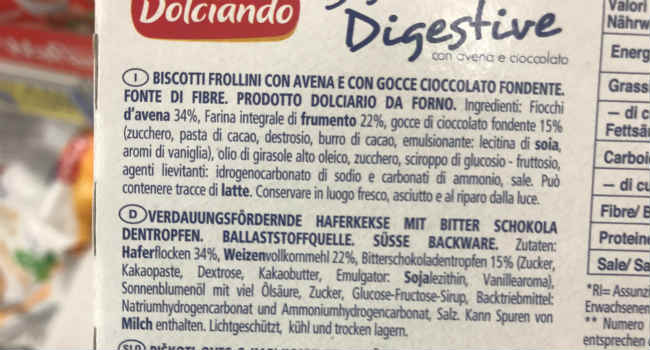 Dolciando
Digestive
con avena e cioccolato
I BISCOTTI FROLLINI CON AVENA E CON GOCCE CIOCCOLATO FONDENTE.
FONTE DI FIBRE. PRODOTTO DOLCIARIO DA FORNO. Ingredienti: Fiocchi
d'avena 34%, Farina integrale di frumento 22%, gocce di cioccolato fondente 15%
(zucchero, pasta di cacao, destrosio, burro di cacao, emulsionante: lecitina di soia,
aromi di vaniglia), olio di girasole alto oleico, zucchero, sciroppo di glucosio - fruttosio,
agenti lievitanti: idrogenocarbonato di sodio e carbonati di ammonio, sale. Può
contenere tracce di latte. Conservare in luogo fresco, asciutto e al riparo dalla luce.
D VERDAUUNGSFÖRDERNDE HAFERKEKSE MIT BITTER SCHOKOLA
DENTROPFEN. BALLASTSTOFFQUELLE. SÜSSE BACKWARE. Zutaten:
Haferflocken 34%, Weizenvollkornmehl 22%, Bitterschokoladentropfen 15% (Zucker,
Kakaopaste, Dextrose, Kakaobutter, Emulgator: Sojalezithin, Vanillearoma),
Sonnenblumenöl mit viel Ölsäure, Zucker, Glucose-Fructose-Sirup, Backtriebmittel:
Natriumhydrogencarbonat und Ammoniumhydrogencarbonat, Salz. Kann Spuren von
Milch enthalten. Lichtgeschützt, kühl und trocken lagern.
Valori
Nährw
Energ
Grassi
– di c
Fettsä
Carboi
– di cu
Fibre/ B
Proteine
Sale/ Sa
*RI= Assunzi
Erwachsenen
** Numero
entsprechen